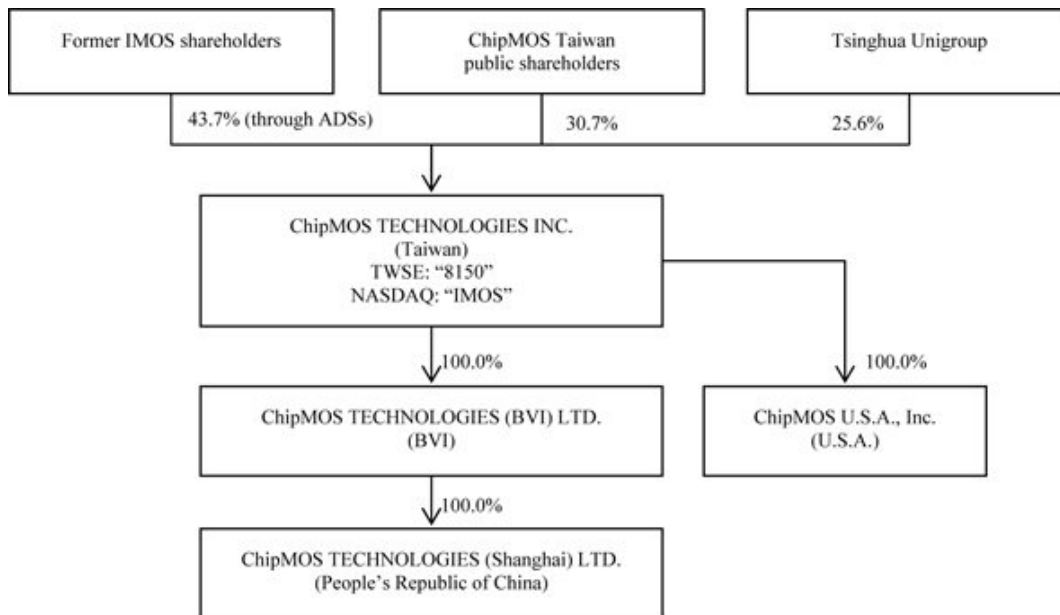 Former IMOS shareholders
ChipMOS Taiwan
public shareholders
Tsinghua Unigroup
43.7% (through ADSs)
30.7%
25.6%
ChipMOS TECHNOLOGIES INC.
(Taiwan)
TWSE: “8150”
NASDAQ: “IMOS”
100.0%
100.0%
ChipMOS TECHNOLOGIES (BVI) LTD.
(BVI)
ChipMOS U.S.A., Inc.
(U.S.A.)
100.0%
ChipMOS TECHNOLOGIES (Shanghai) LTD.
(People’s Republic of China)